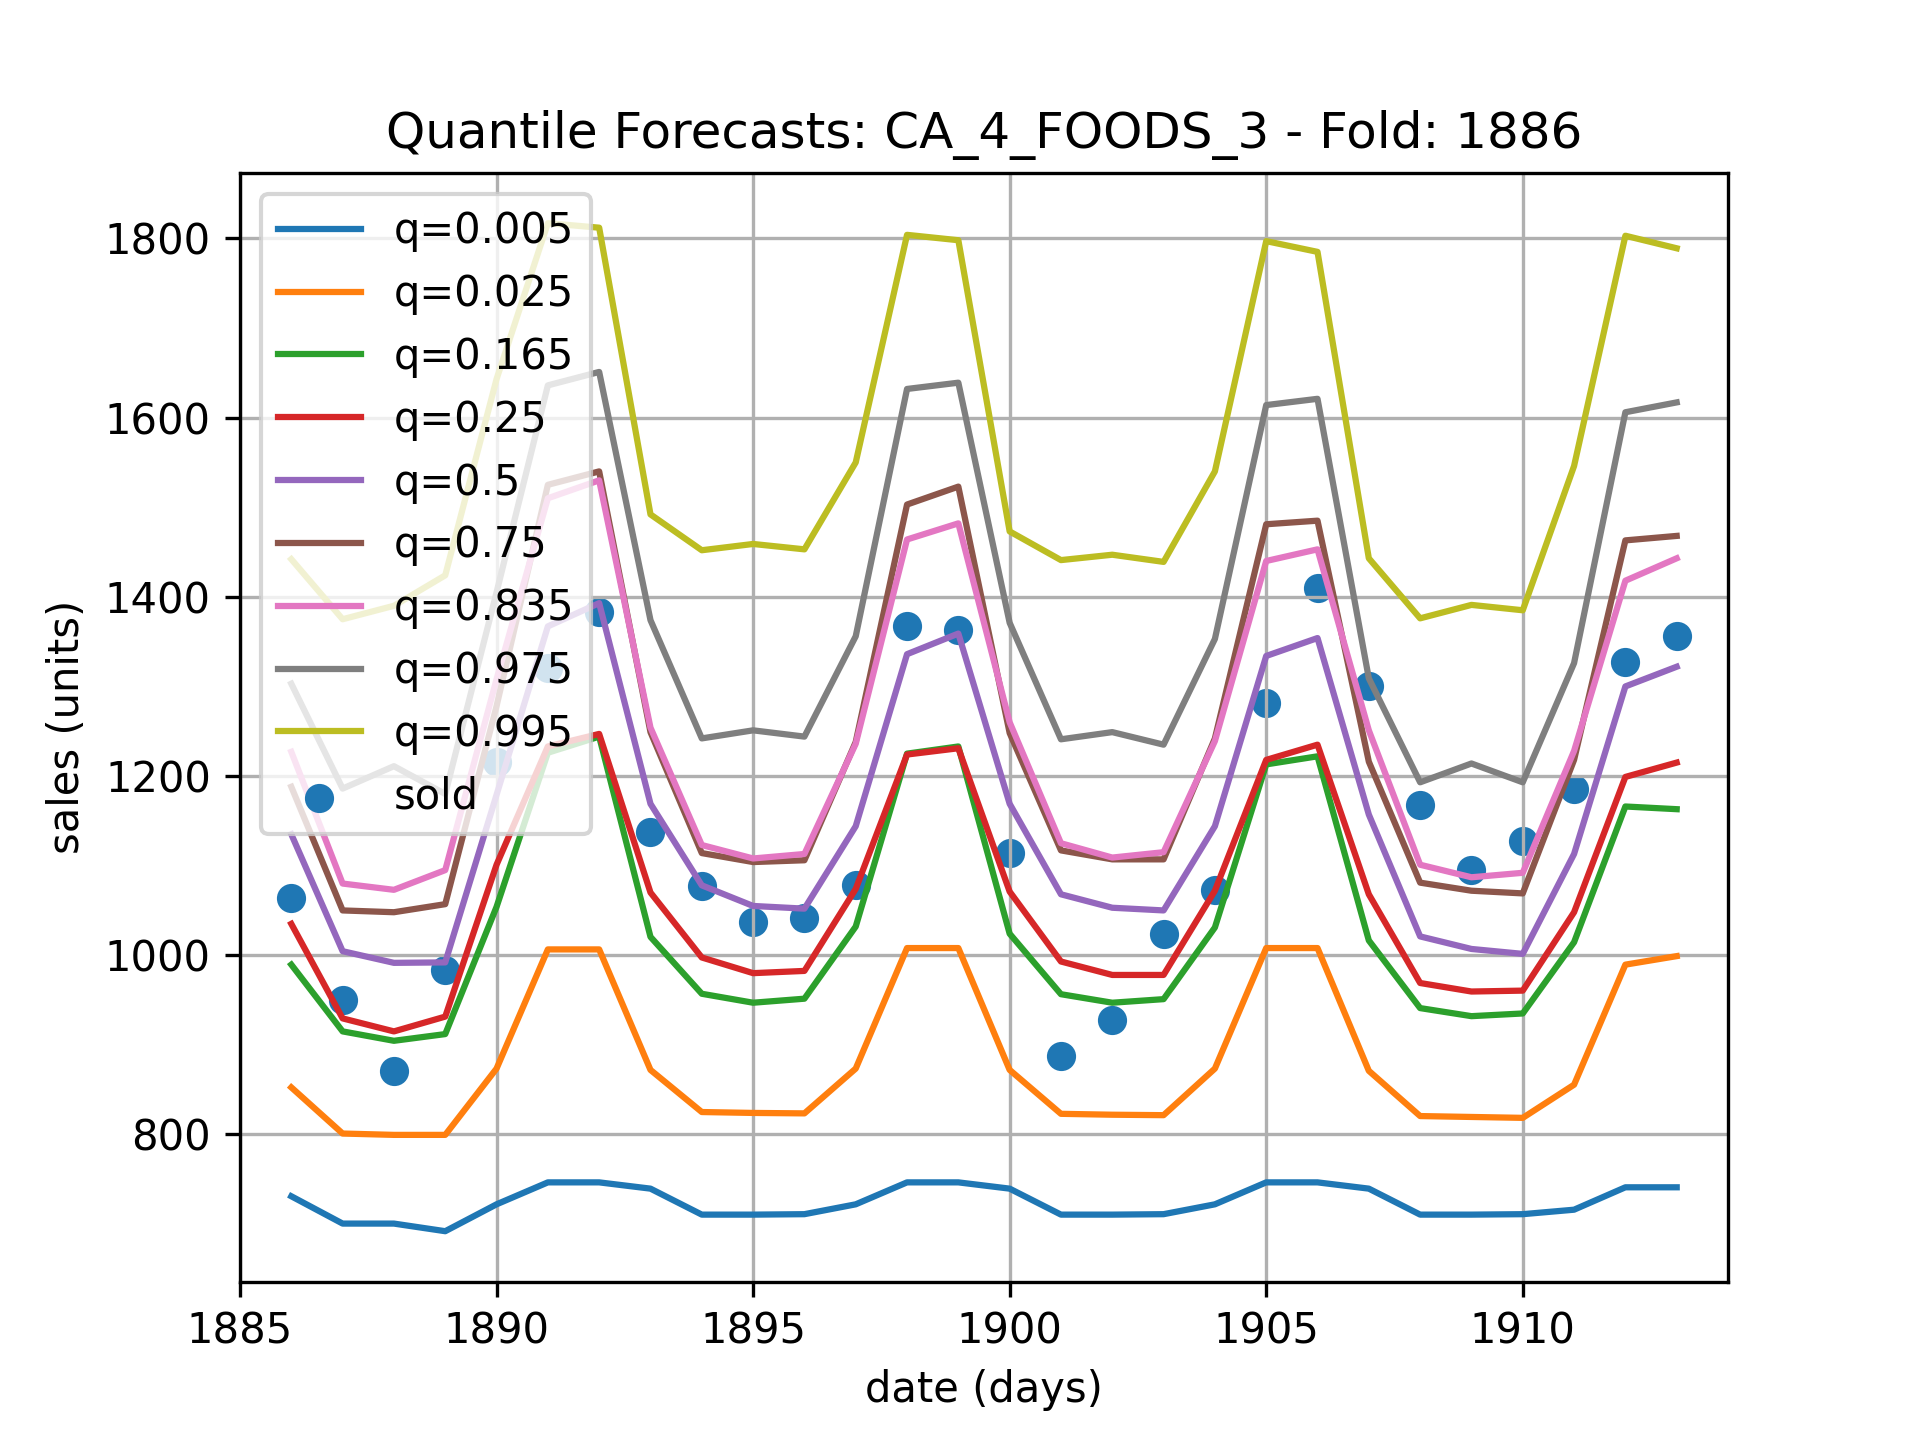 Quantile Forecasts: CA_4_FOODS_3 - Fold: 1886
q=0.005
q=0.025
q=0.165
q=0.25
q=0.5
q=0.75
q=0.835
q=0.975
q=0.995
sold
sales (units)
1800
1600
1400
1200
1000
800
1885 1890 1895 1900 1905 1910
date (days)